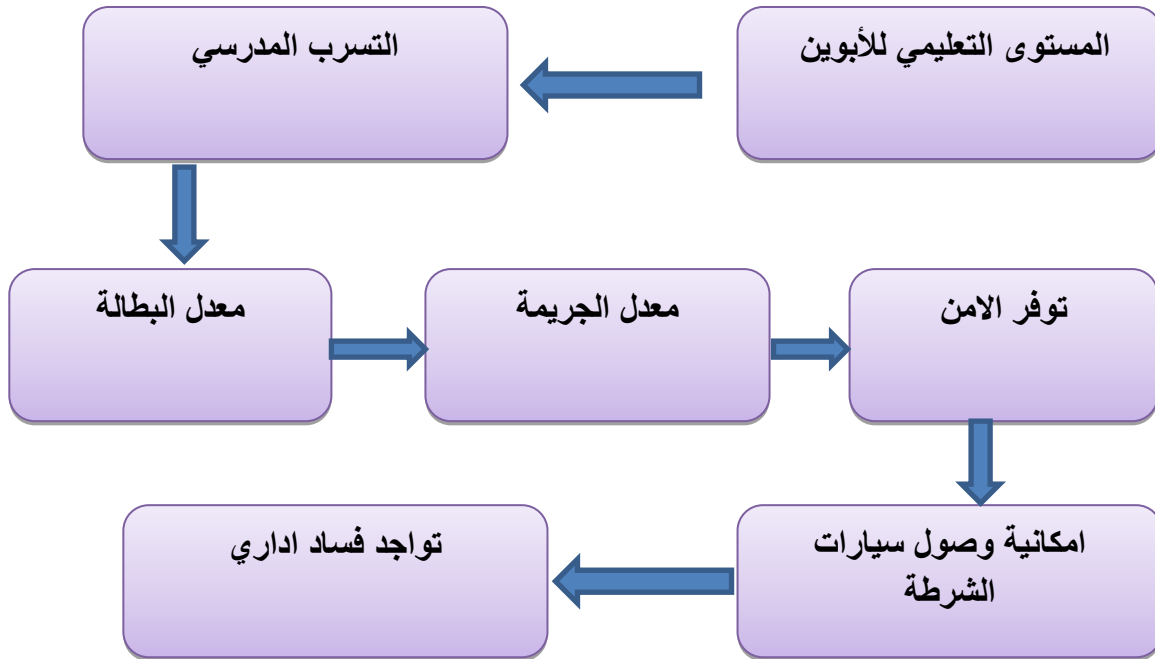 المستوى التعليمي للأبوين
التسرب المدرسي
معدل البطالة
معدل الجريمة
توفر الامن
امكانية وصول سيارات
الشرطة
تواجد فساد اداري